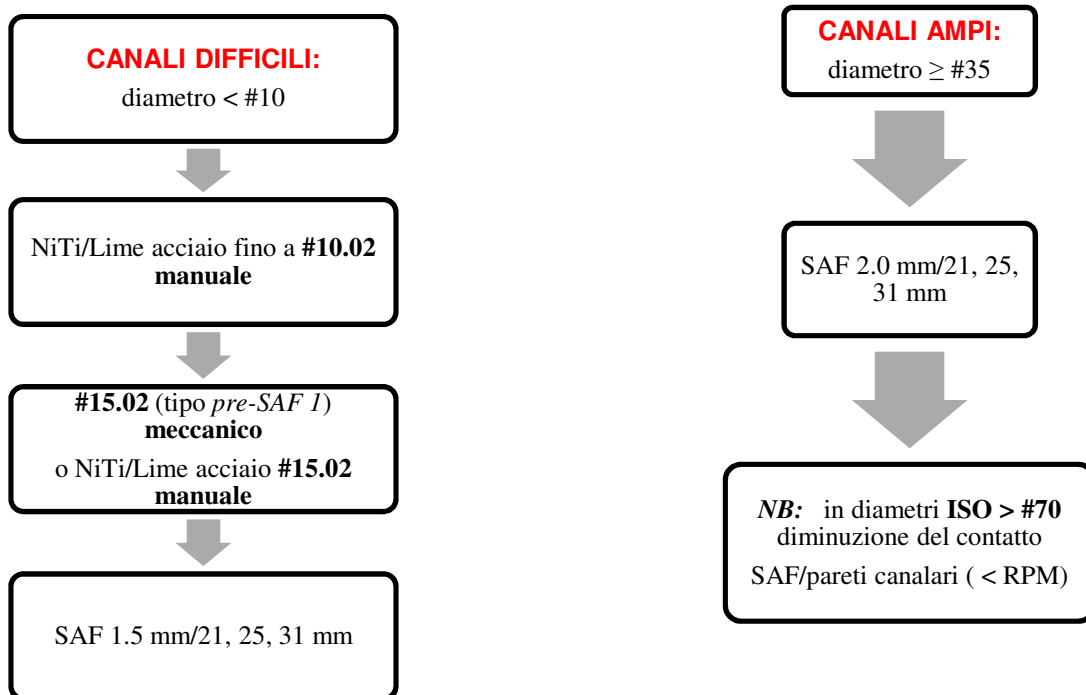 CANALI DIFFICILI:
diametro < #10
NiTi/Lime acciaio fino a #10.02
manuale
#15.02 (tipo pre-SAF 1)
meccanico
o NiTi/Lime acciaio #15.02
manuale
SAF 1.5 mm/21, 25, 31 mm
CANALI AMPI:
diametro ≥ #35
SAF 2.0 mm/21, 25,
31 mm
NB: in diametri ISO > #70
diminuzione del contatto
SAF/pareti canalari ( < RPM)